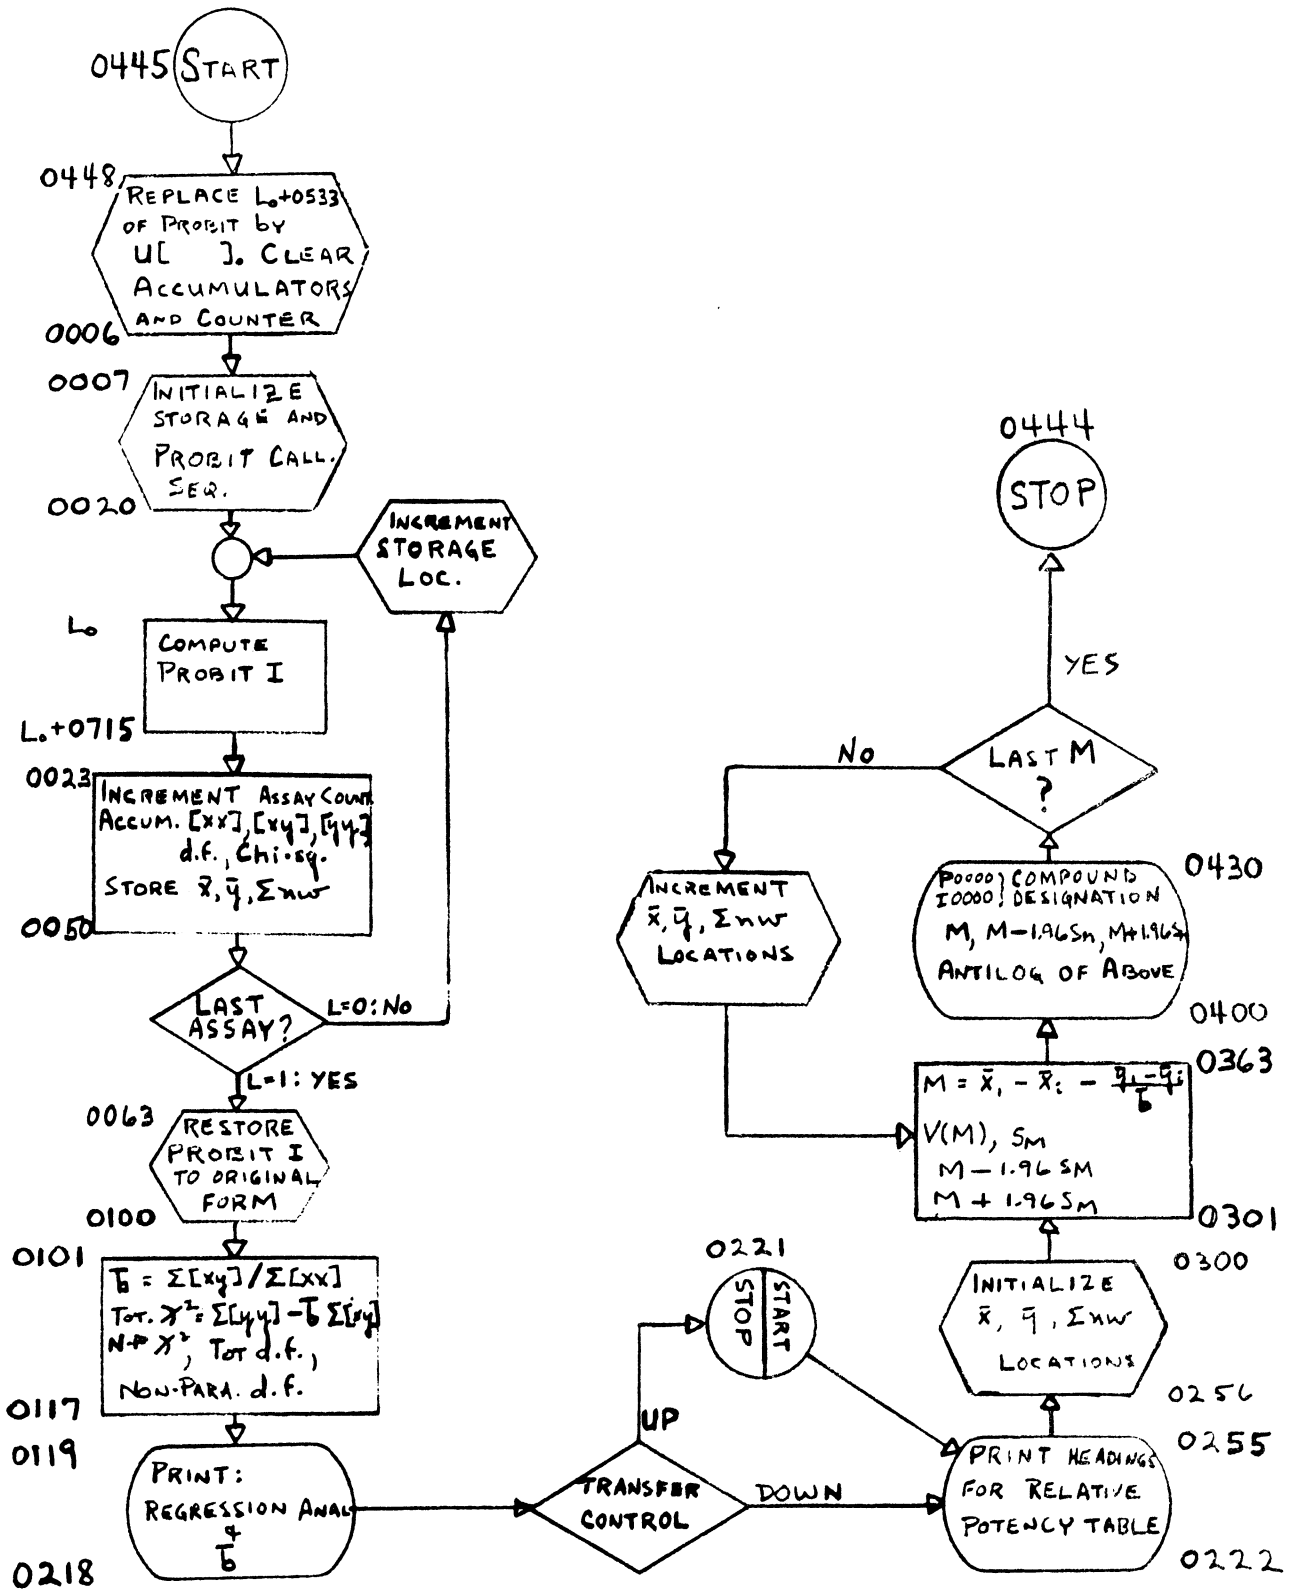 0445 START
0448
REPLACE L₀+0533
OF PROBIT by
U[ ]. CLEAR
ACCUMULATORS
AND COUNTER
0006
0007
INITIALIZE
STORAGE AND
PROBIT CALL.
SEQ.
0020
INCREMENT
STORAGE
LOC.
L₀
COMPUTE
PROBIT I
L₀+0715
0023
INCREMENT ASSAY COUNT
ACCUM. [xx], [xy], [yy]
d.f., Chi-sq.
STORE x̄, ȳ, Σnw
0050
LAST
ASSAY?
L=0: NO
L=1: YES
0063
RESTORE
PROBIT I
TO ORIGINAL
FORM
0100
0101
b̄ = Σ[xy] / Σ[xx]
TOT. χ² = Σ[yy] - b̄ Σ[xy]
N-P χ², TOT d.f.,
NON-PARA. d.f.
0117
0119
PRINT:
REGRESSION ANAL
&
b̄
0218
TRANSFER
CONTROL
UP
DOWN
0221
STOP
START
0255
PRINT HEADINGS
FOR RELATIVE
POTENCY TABLE
0222
0300
INITIALIZE
x̄, ȳ, Σnw
LOCATIONS
0256
0363
M = x̄₁ - x̄ᵢ - (ȳ₁ - ȳᵢ)/b̄
V(M), SM
M - 1.96 SM
M + 1.96 SM
0301
0430
P0000 } COMPOUND
I0000 } DESIGNATION
M, M-1.96Sm, M+1.96S
ANTILOG OF ABOVE
0400
LAST M
?
NO
YES
INCREMENT
x̄, ȳ, Σnw
LOCATIONS
0444
STOP